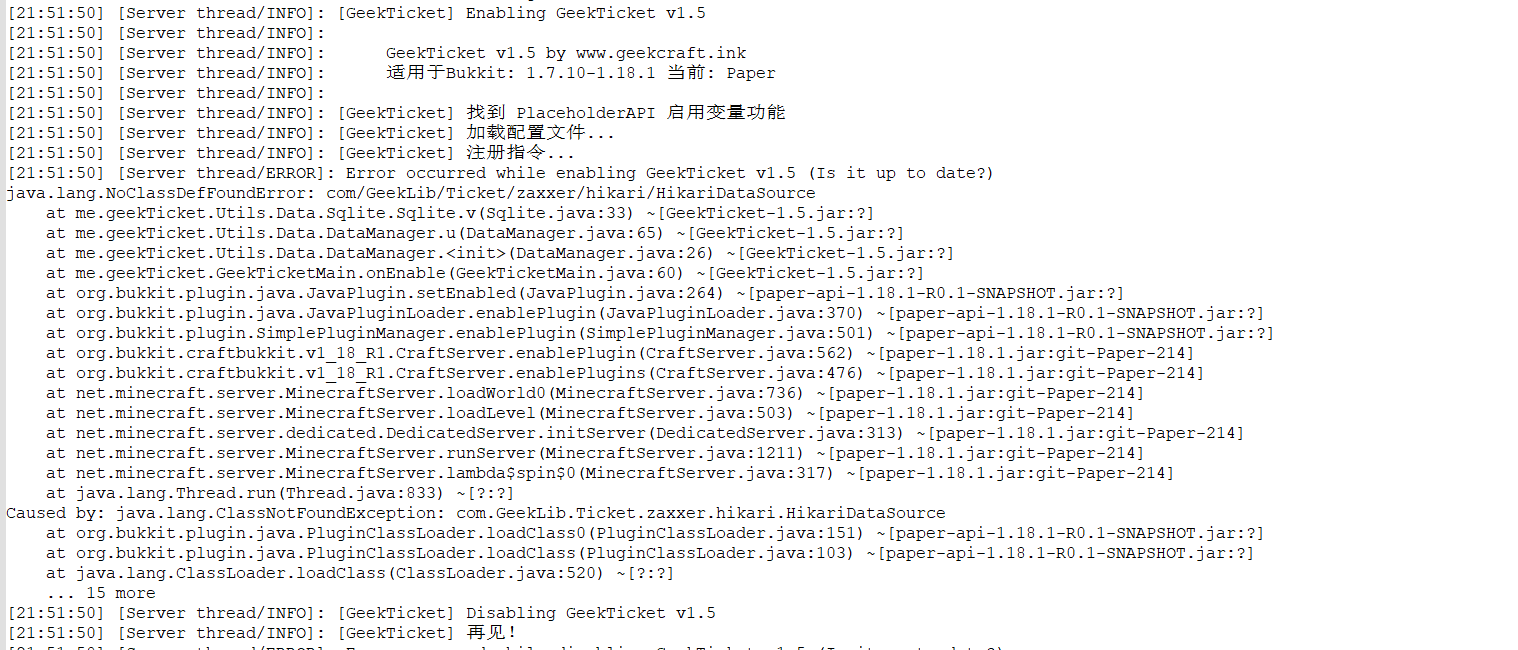 [21:51:50] [Server thread/INFO]: [GeekTicket] Enabling GeekTicket v1.5
[21:51:50] [Server thread/INFO]:
[21:51:50] [Server thread/INFO]:      GeekTicket v1.5 by www.geekcraft.ink
[21:51:50] [Server thread/INFO]:      适用于Bukkit: 1.7.10-1.18.1 当前: Paper
[21:51:50] [Server thread/INFO]:
[21:51:50] [Server thread/INFO]: [GeekTicket] 找到 PlaceholderAPI 启用变量功能
[21:51:50] [Server thread/INFO]: [GeekTicket] 加载配置文件...
[21:51:50] [Server thread/INFO]: [GeekTicket] 注册指令...
[21:51:50] [Server thread/ERROR]: Error occurred while enabling GeekTicket v1.5 (Is it up to date?)
java.lang.NoClassDefFoundError: com/GeekLib/Ticket/zaxxer/hikari/HikariDataSource
    at me.geekTicket.Utils.Data.Sqlite.Sqlite.v(Sqlite.java:33) ~[GeekTicket-1.5.jar:?]
    at me.geekTicket.Utils.Data.DataManager.u(DataManager.java:65) ~[GeekTicket-1.5.jar:?]
    at me.geekTicket.Utils.Data.DataManager.<init>(DataManager.java:26) ~[GeekTicket-1.5.jar:?]
    at me.geekTicket.GeekTicketMain.onEnable(GeekTicketMain.java:60) ~[GeekTicket-1.5.jar:?]
    at org.bukkit.plugin.java.JavaPlugin.setEnabled(JavaPlugin.java:264) ~[paper-api-1.18.1-R0.1-SNAPSHOT.jar:?]
    at org.bukkit.plugin.java.JavaPluginLoader.enablePlugin(JavaPluginLoader.java:370) ~[paper-api-1.18.1-R0.1-SNAPSHOT.jar:?]
    at org.bukkit.plugin.SimplePluginManager.enablePlugin(SimplePluginManager.java:501) ~[paper-api-1.18.1-R0.1-SNAPSHOT.jar:?]
    at org.bukkit.craftbukkit.v1_18_R1.CraftServer.enablePlugin(CraftServer.java:562) ~[paper-1.18.1.jar:git-Paper-214]
    at org.bukkit.craftbukkit.v1_18_R1.CraftServer.enablePlugins(CraftServer.java:476) ~[paper-1.18.1.jar:git-Paper-214]
    at net.minecraft.server.MinecraftServer.loadWorld0(MinecraftServer.java:736) ~[paper-1.18.1.jar:git-Paper-214]
    at net.minecraft.server.MinecraftServer.loadLevel(MinecraftServer.java:503) ~[paper-1.18.1.jar:git-Paper-214]
    at net.minecraft.server.dedicated.DedicatedServer.initServer(DedicatedServer.java:313) ~[paper-1.18.1.jar:git-Paper-214]
    at net.minecraft.server.MinecraftServer.runServer(MinecraftServer.java:1211) ~[paper-1.18.1.jar:git-Paper-214]
    at net.minecraft.server.MinecraftServer.lambda$spin$0(MinecraftServer.java:317) ~[paper-1.18.1.jar:git-Paper-214]
    at java.lang.Thread.run(Thread.java:833) ~[?:?]
Caused by: java.lang.ClassNotFoundException: com.GeekLib.Ticket.zaxxer.hikari.HikariDataSource
    at org.bukkit.plugin.java.PluginClassLoader.loadClass0(PluginClassLoader.java:151) ~[paper-api-1.18.1-R0.1-SNAPSHOT.jar:?]
    at org.bukkit.plugin.java.PluginClassLoader.loadClass(PluginClassLoader.java:103) ~[paper-api-1.18.1-R0.1-SNAPSHOT.jar:?]
    at java.lang.ClassLoader.loadClass(ClassLoader.java:520) ~[?:?]
    ... 15 more
[21:51:50] [Server thread/INFO]: [GeekTicket] Disabling GeekTicket v1.5
[21:51:50] [Server thread/INFO]: [GeekTicket] 再见!